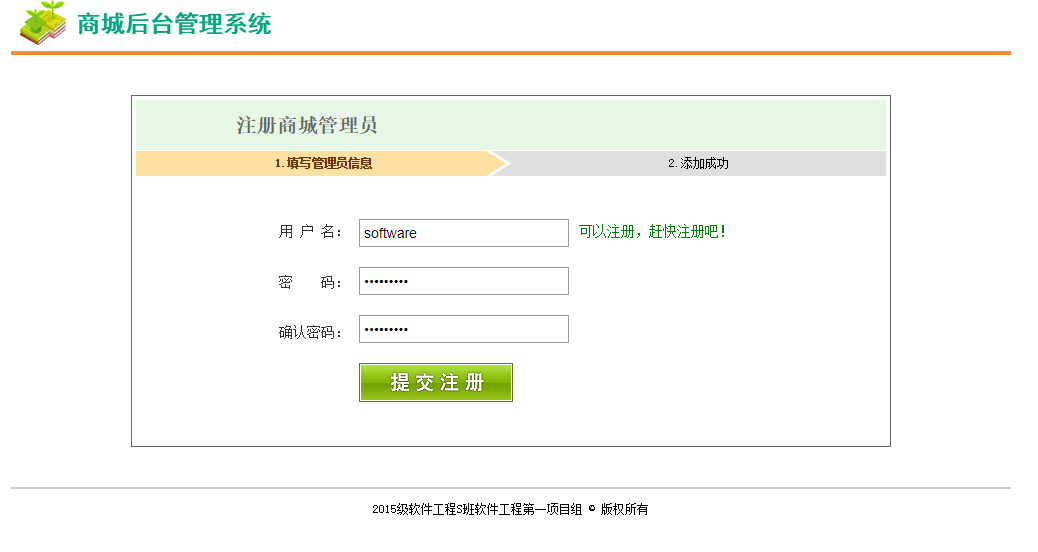 商城后台管理系统
注册商城管理员
1.填写管理员信息 2.添加成功
用 户 名： software 可以注册，赶快注册吧！
密 码： •••••••••
确认密码： •••••••••
提 交 注 册
2015级软件工程S班软件工程第一项目组 © 版权所有